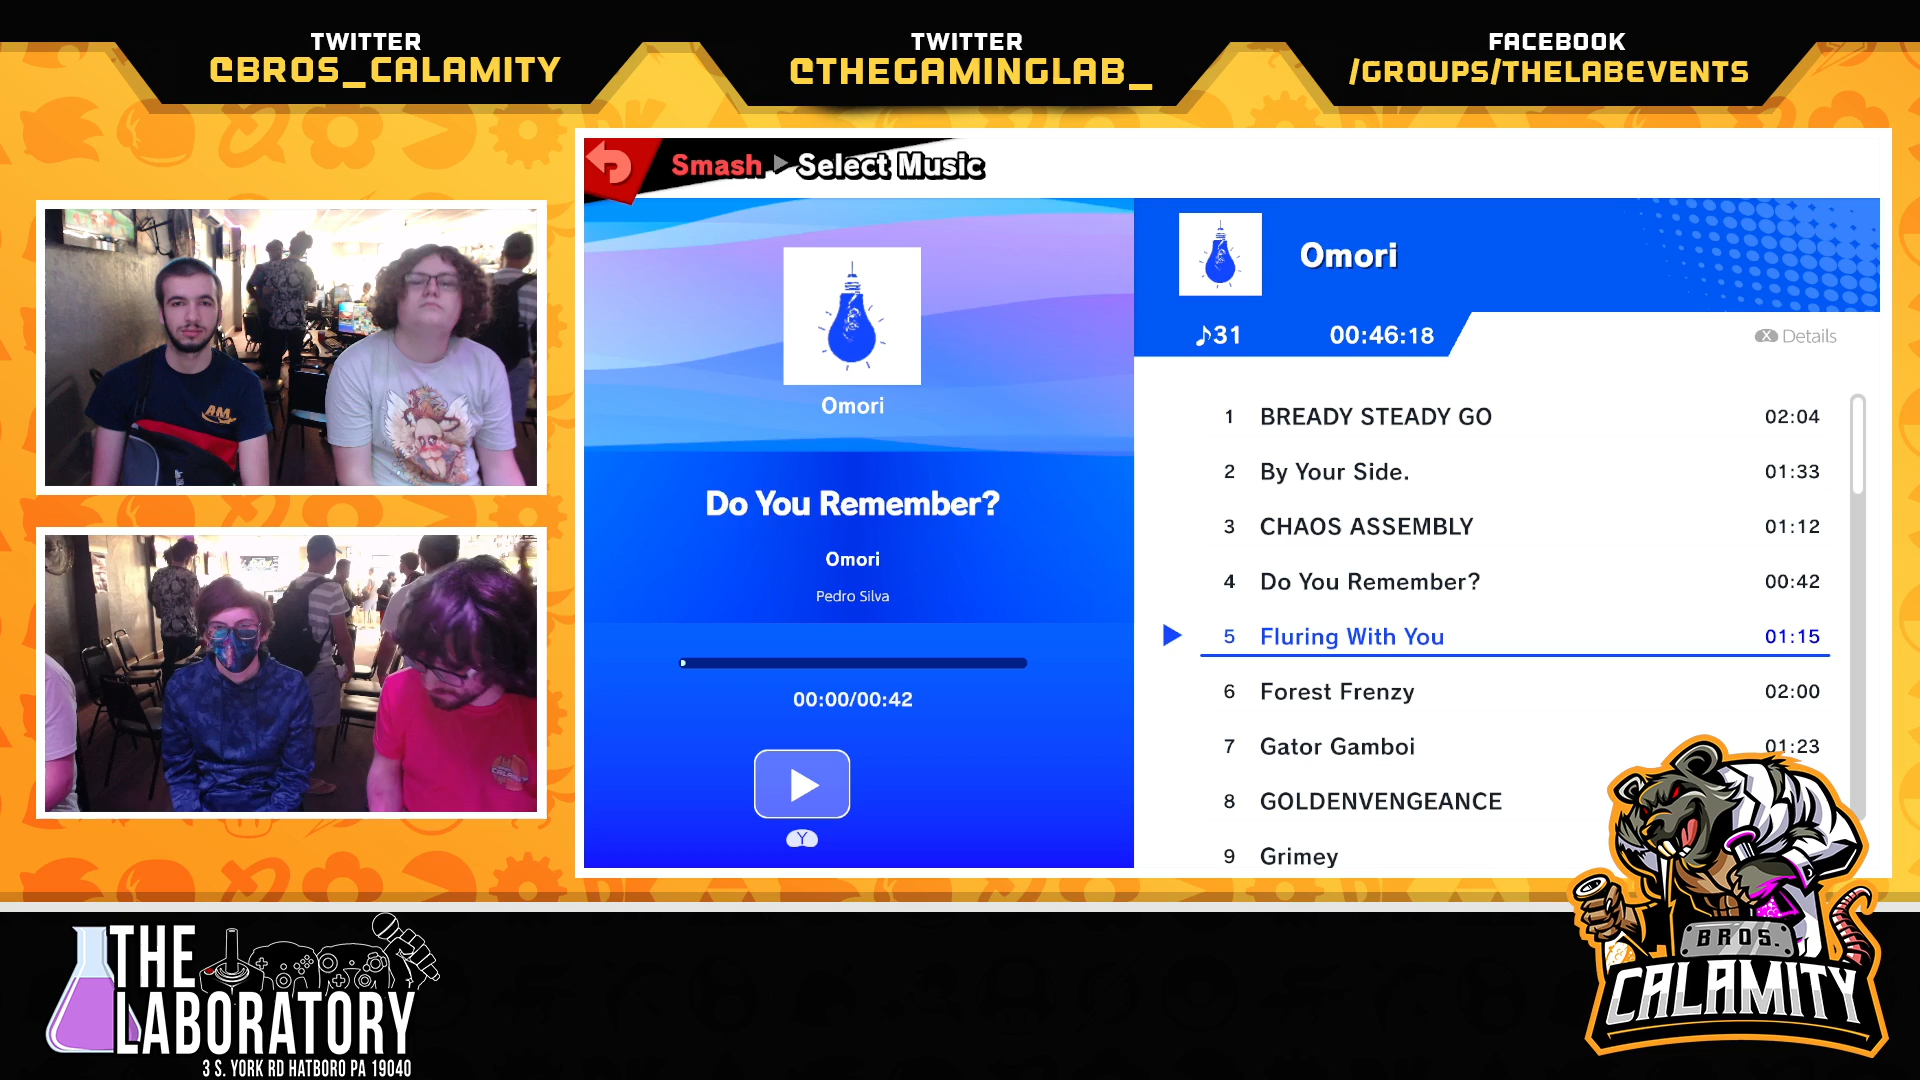 TWITTER
@BROS_CALAMITY
TWITTER
@THEGAMINGLAB_
FACEBOOK
/GROUPS/THELABEVENTS
Smash Select Music
Omori
Do You Remember?
Omori
Pedro Silva
00:00/00:42
Y
Omori
♪31 00:46:18
X Details
1 BREADY STEADY GO 02:04
2 By Your Side. 01:33
3 CHAOS ASSEMBLY 01:12
4 Do You Remember? 00:42
5 Fluring With You 01:15
6 Forest Frenzy 02:00
7 Gator Gamboi 01:23
8 GOLDENVENGEANCE
9 Grimey
AM
THE
LABORATORY
3 S. YORK RD HATBORO PA 19040
BROS.
CALAMITY